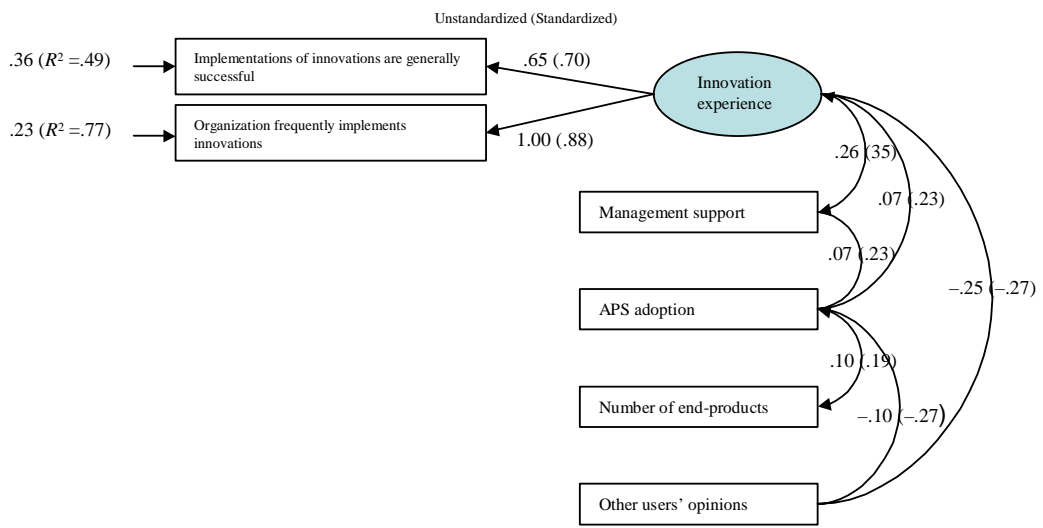 Unstandardized (Standardized)
.36 (R² =.49)
Implementations of innovations are generally
successful
.65 (.70)
Innovation
experience
.23 (R² =.77)
Organization frequently implements
innovations
1.00 (.88)
.26 (35)
.07 (.23)
Management support
.07 (.23)
–.25 (–.27)
APS adoption
.10 (.19)
Number of end-products
–.10 (–.27)
Other users’ opinions